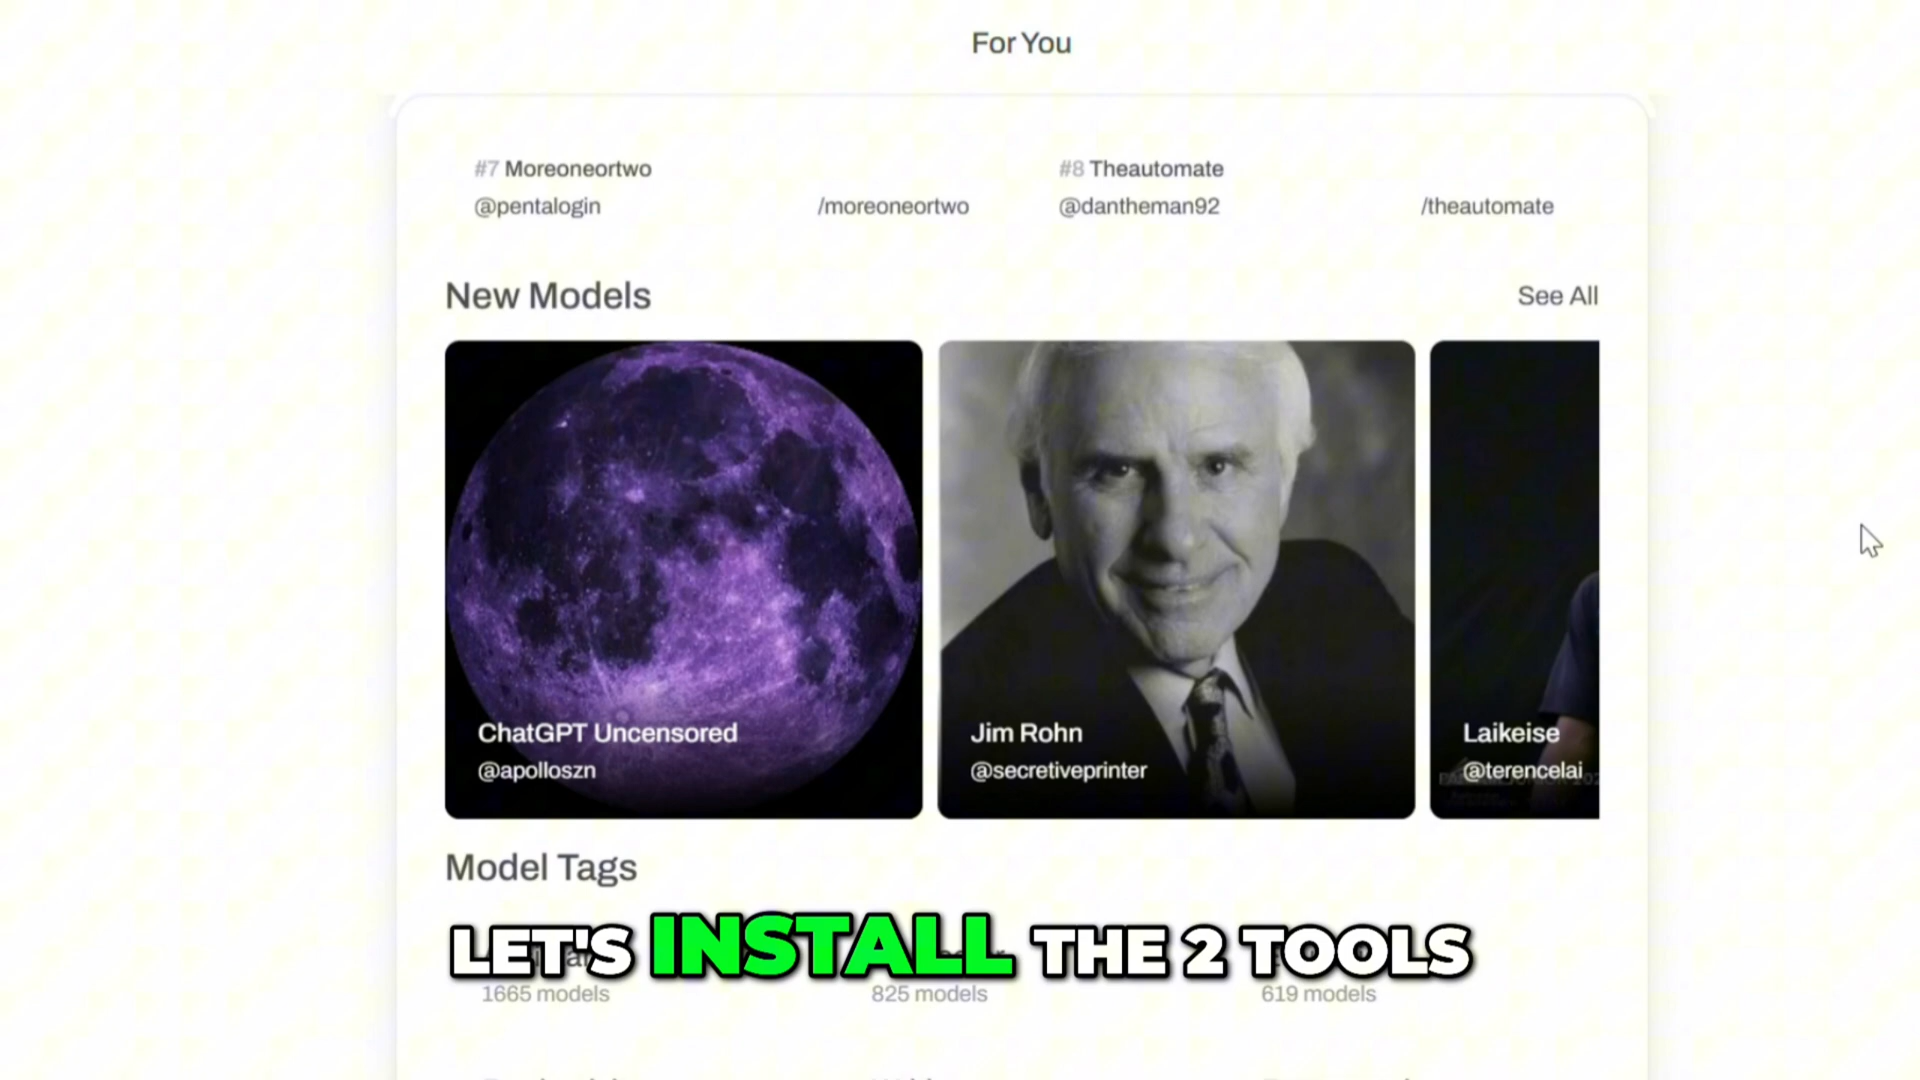 For You
#7 Moreoneortwo
@pentalogin
/moreoneortwo
#8 Theautomate
@dantheman92
/theautomate
New Models
See All
ChatGPT Uncensored
@apolloszn
Jim Rohn
@secretiveprinter
Laikeise
@terencelai
Model Tags
LET'S INSTALL THE 2 TOOLS
1665 models
825 models
619 models